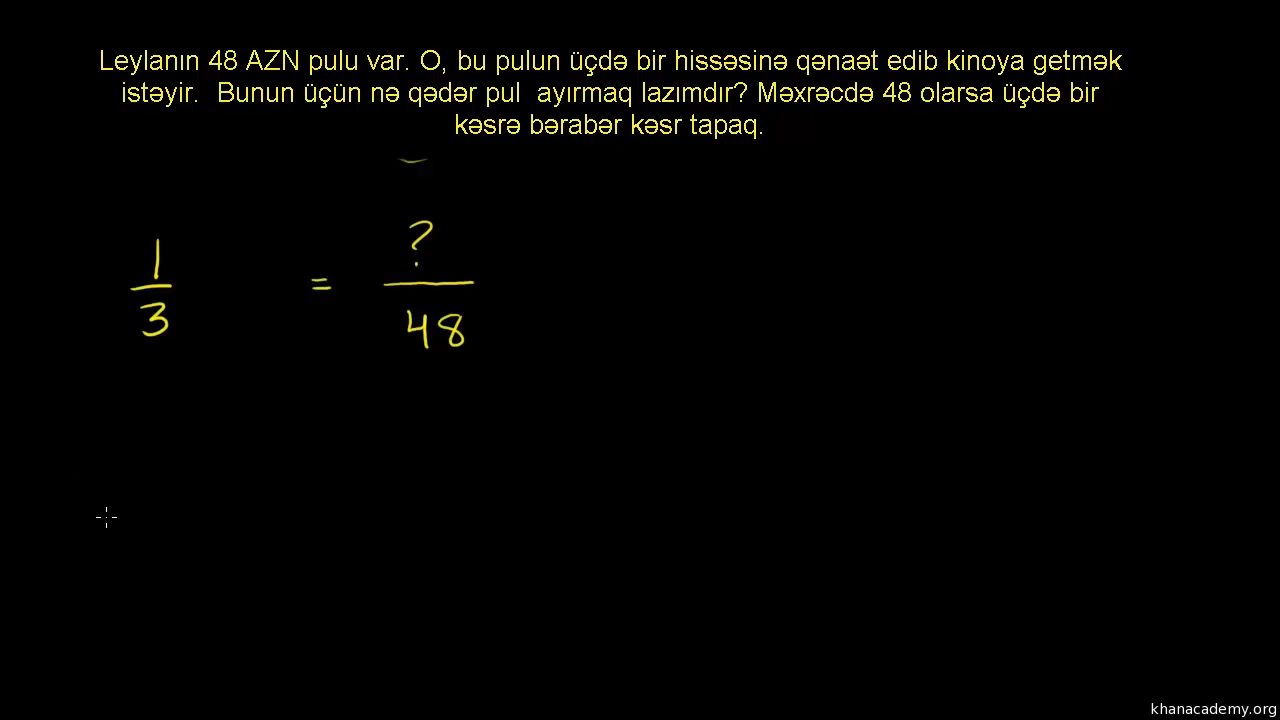 Leylanın 48 AZN pulu var. O, bu pulun üçdə bir hissəsinə qənaət edib kinoya getmək
istəyir.  Bunun üçün nə qədər pul  ayırmaq lazımdır? Məxrəcdə 48 olarsa üçdə bir
kəsrə bərabər kəsr tapaq.
1/3 = ?/48
khanacademy.org